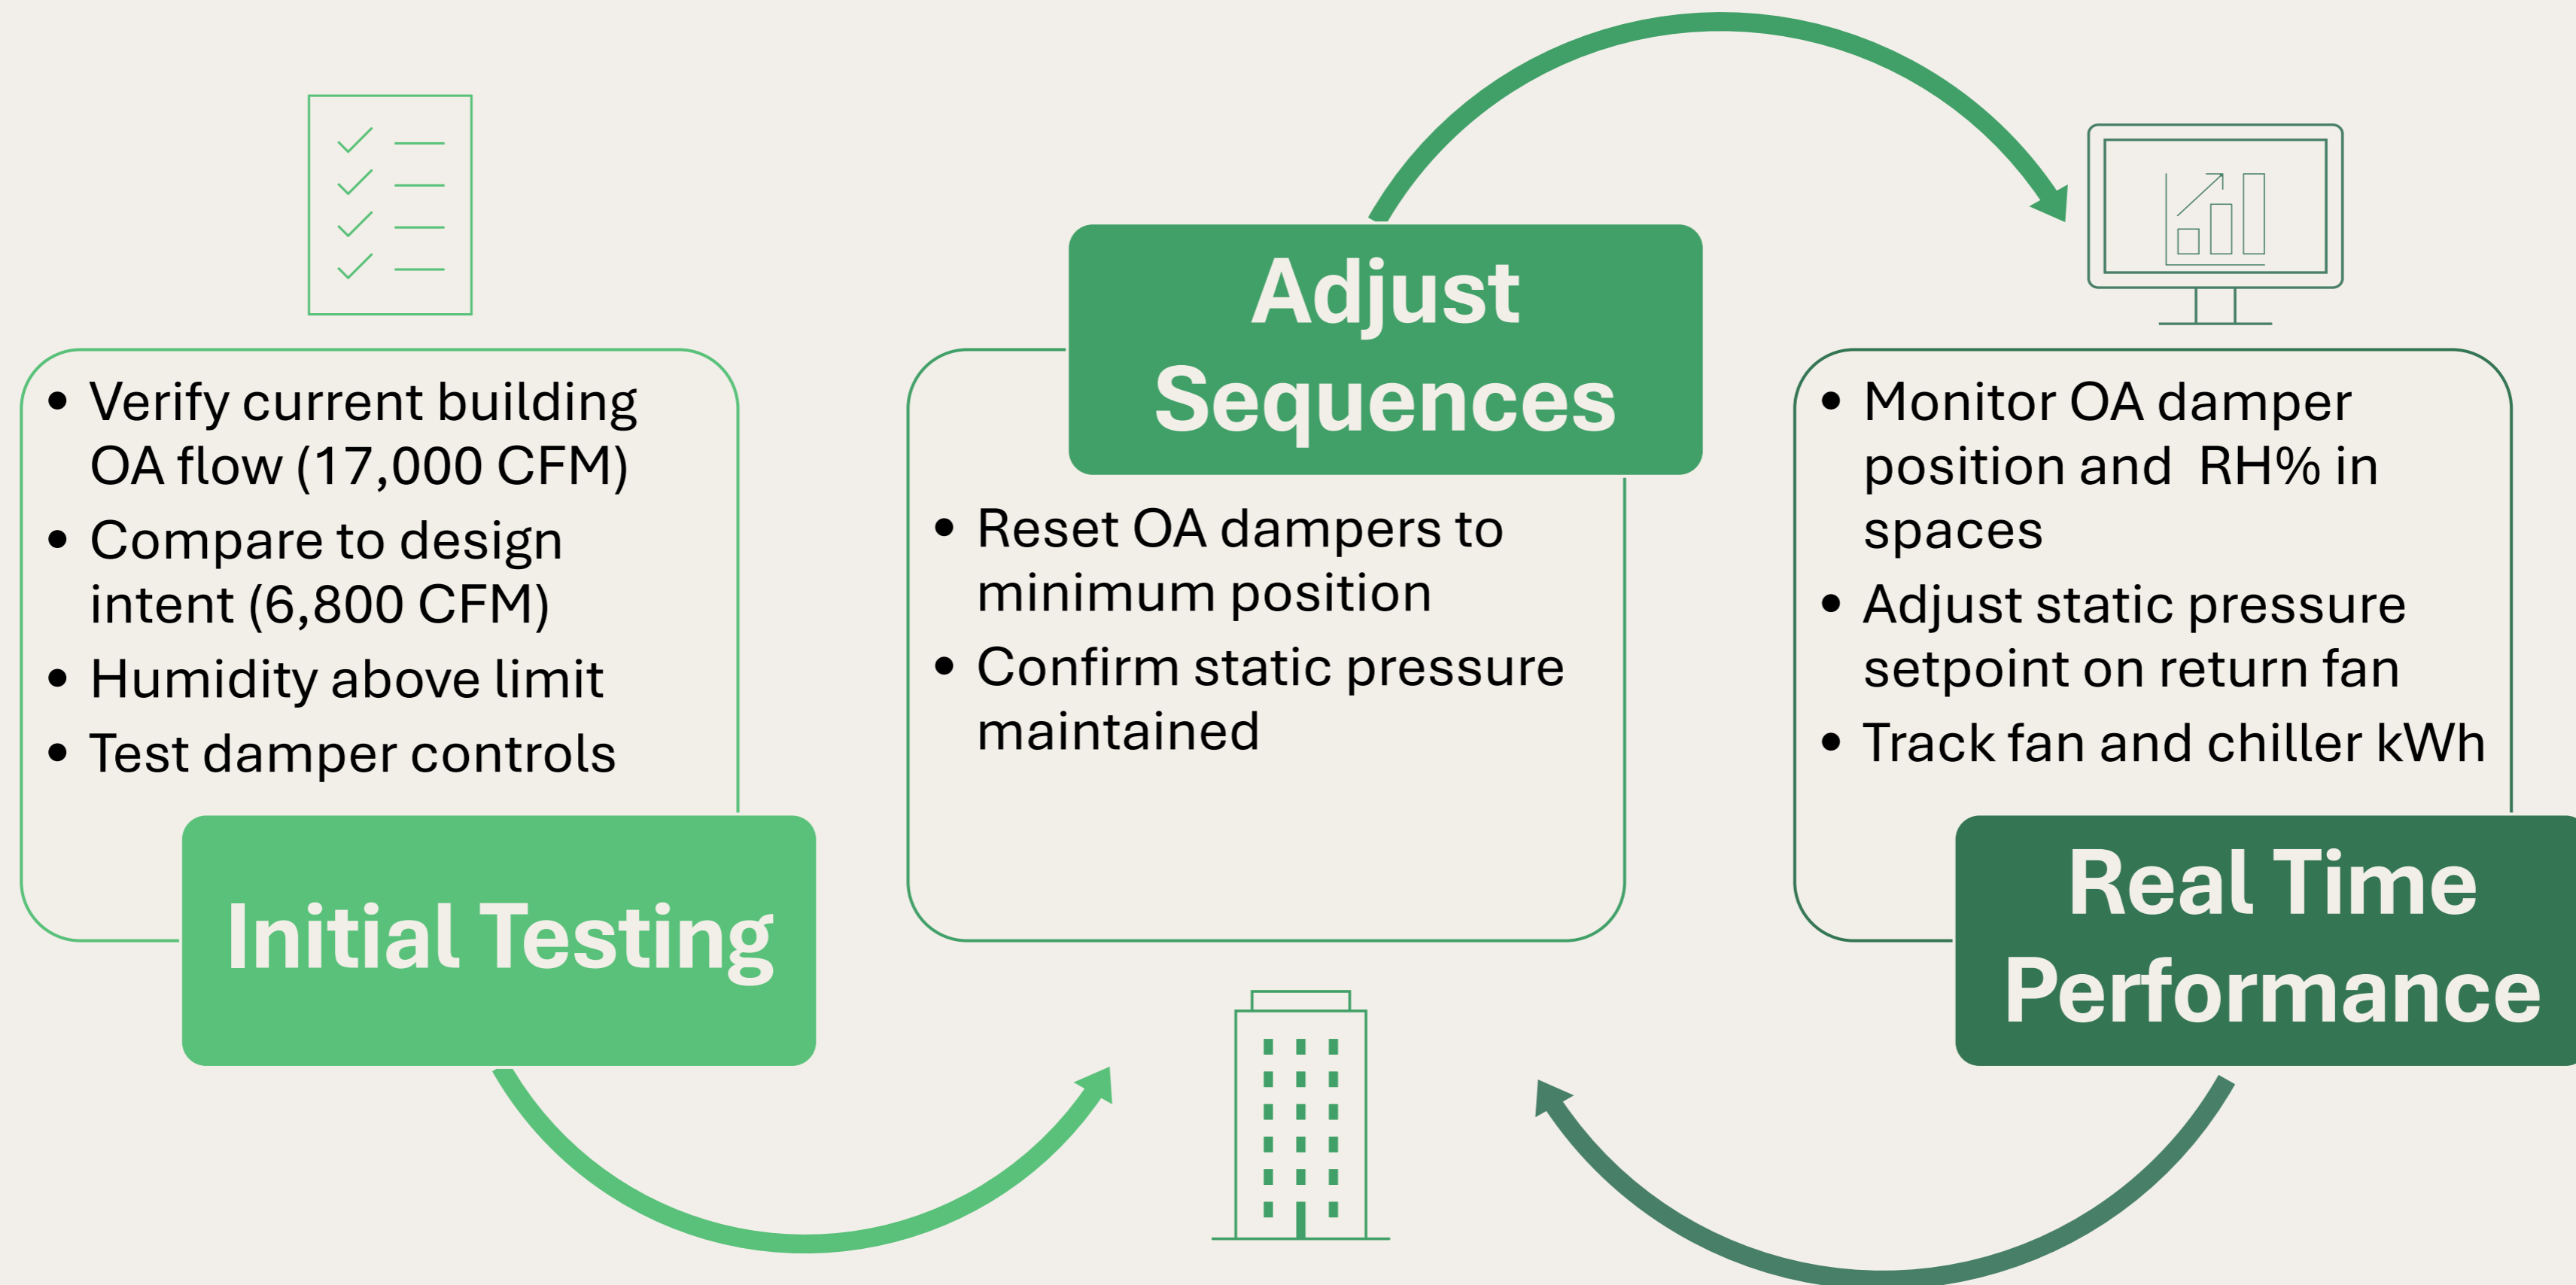 • Verify current building
OA flow (17,000 CFM)
• Compare to design
intent (6,800 CFM)
• Humidity above limit
• Test damper controls
Initial Testing
Adjust
Sequences
• Reset OA dampers to
minimum position
• Confirm static pressure
maintained
• Monitor OA damper
position and  RH% in
spaces
• Adjust static pressure
setpoint on return fan
• Track fan and chiller kWh
Real Time
Performance